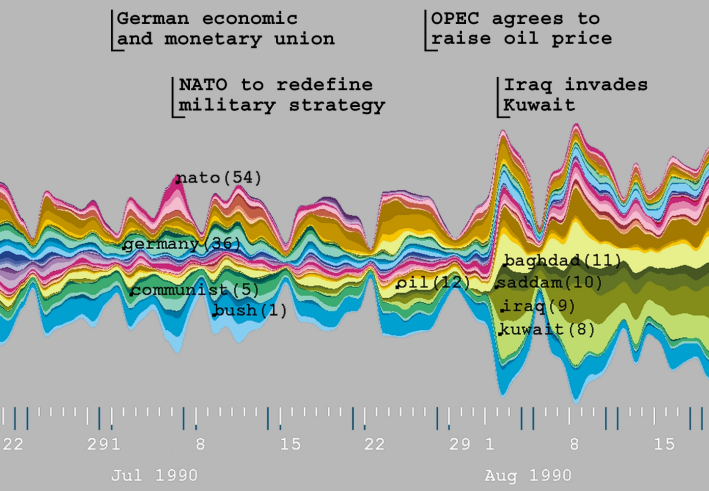 German economic
and monetary union
OPEC agrees to
raise oil price
NATO to redefine
military strategy
Iraq invades
Kuwait
nato(54)
germany(36)
baghdad(11)
oil(12)
saddam(10)
communist(5)
iraq(9)
bush(1)
kuwait(8)
22 29 1 8 15 22 29 1 8 15
Jul 1990 Aug 1990